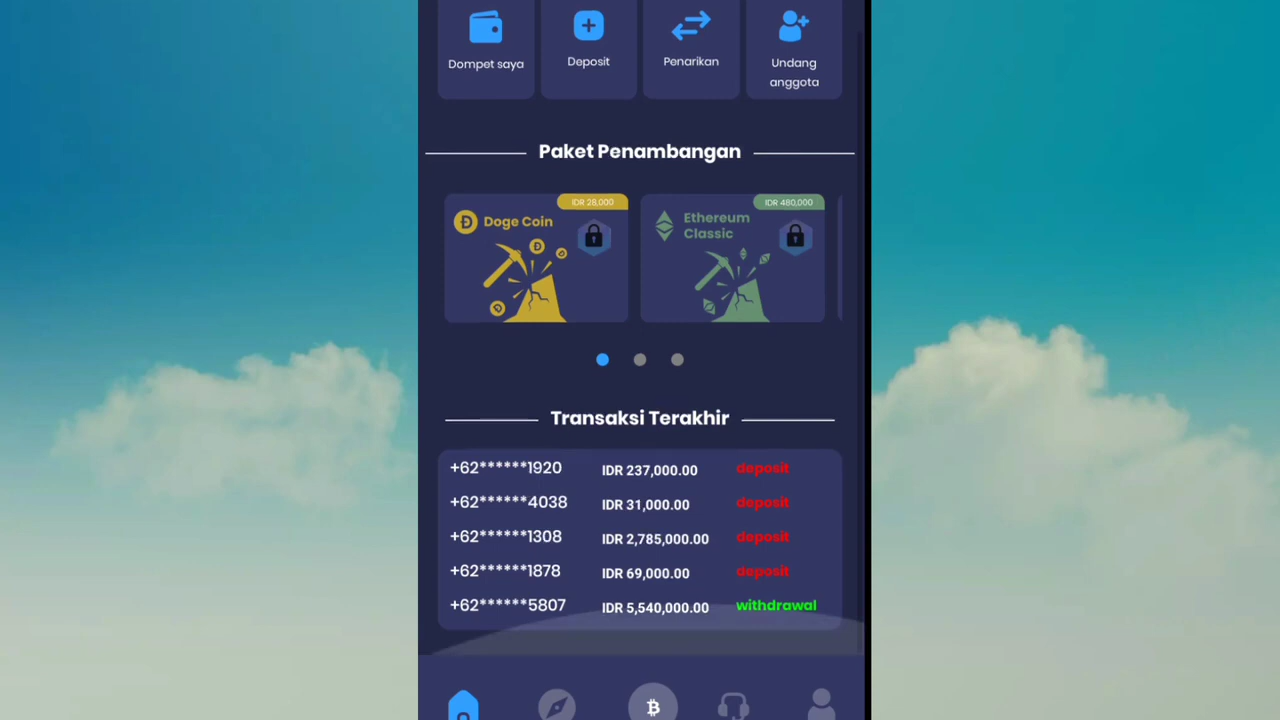 Dompet saya
Deposit
Penarikan
Undang
anggota
Paket Penambangan
IDR 28,000
Doge Coin
IDR 480,000
Ethereum
Classic
Transaksi Terakhir
+62******1920 IDR 237,000.00 deposit
+62******4038 IDR 31,000.00 deposit
+62******1308 IDR 2,785,000.00 deposit
+62******1878 IDR 69,000.00 deposit
+62******5807 IDR 5,540,000.00 withdrawal